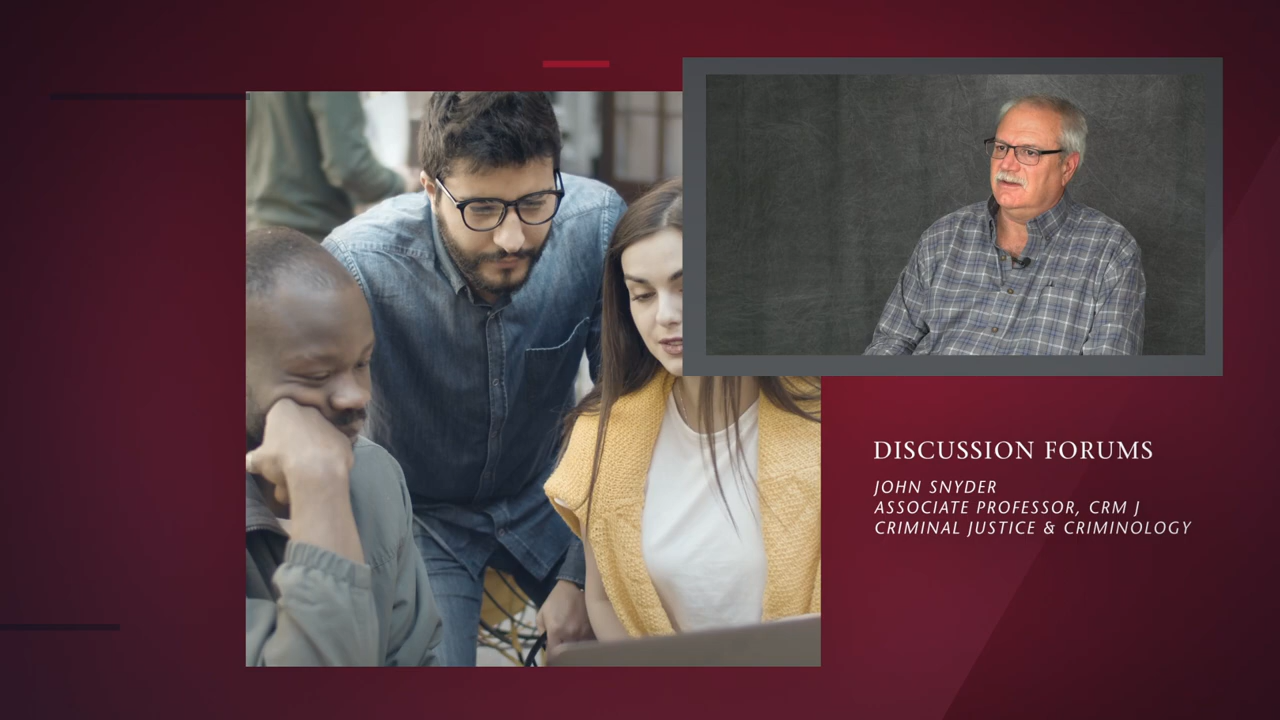 DISCUSSION FORUMS
JOHN SNYDER
ASSOCIATE PROFESSOR, CRM J
CRIMINAL JUSTICE & CRIMINOLOGY